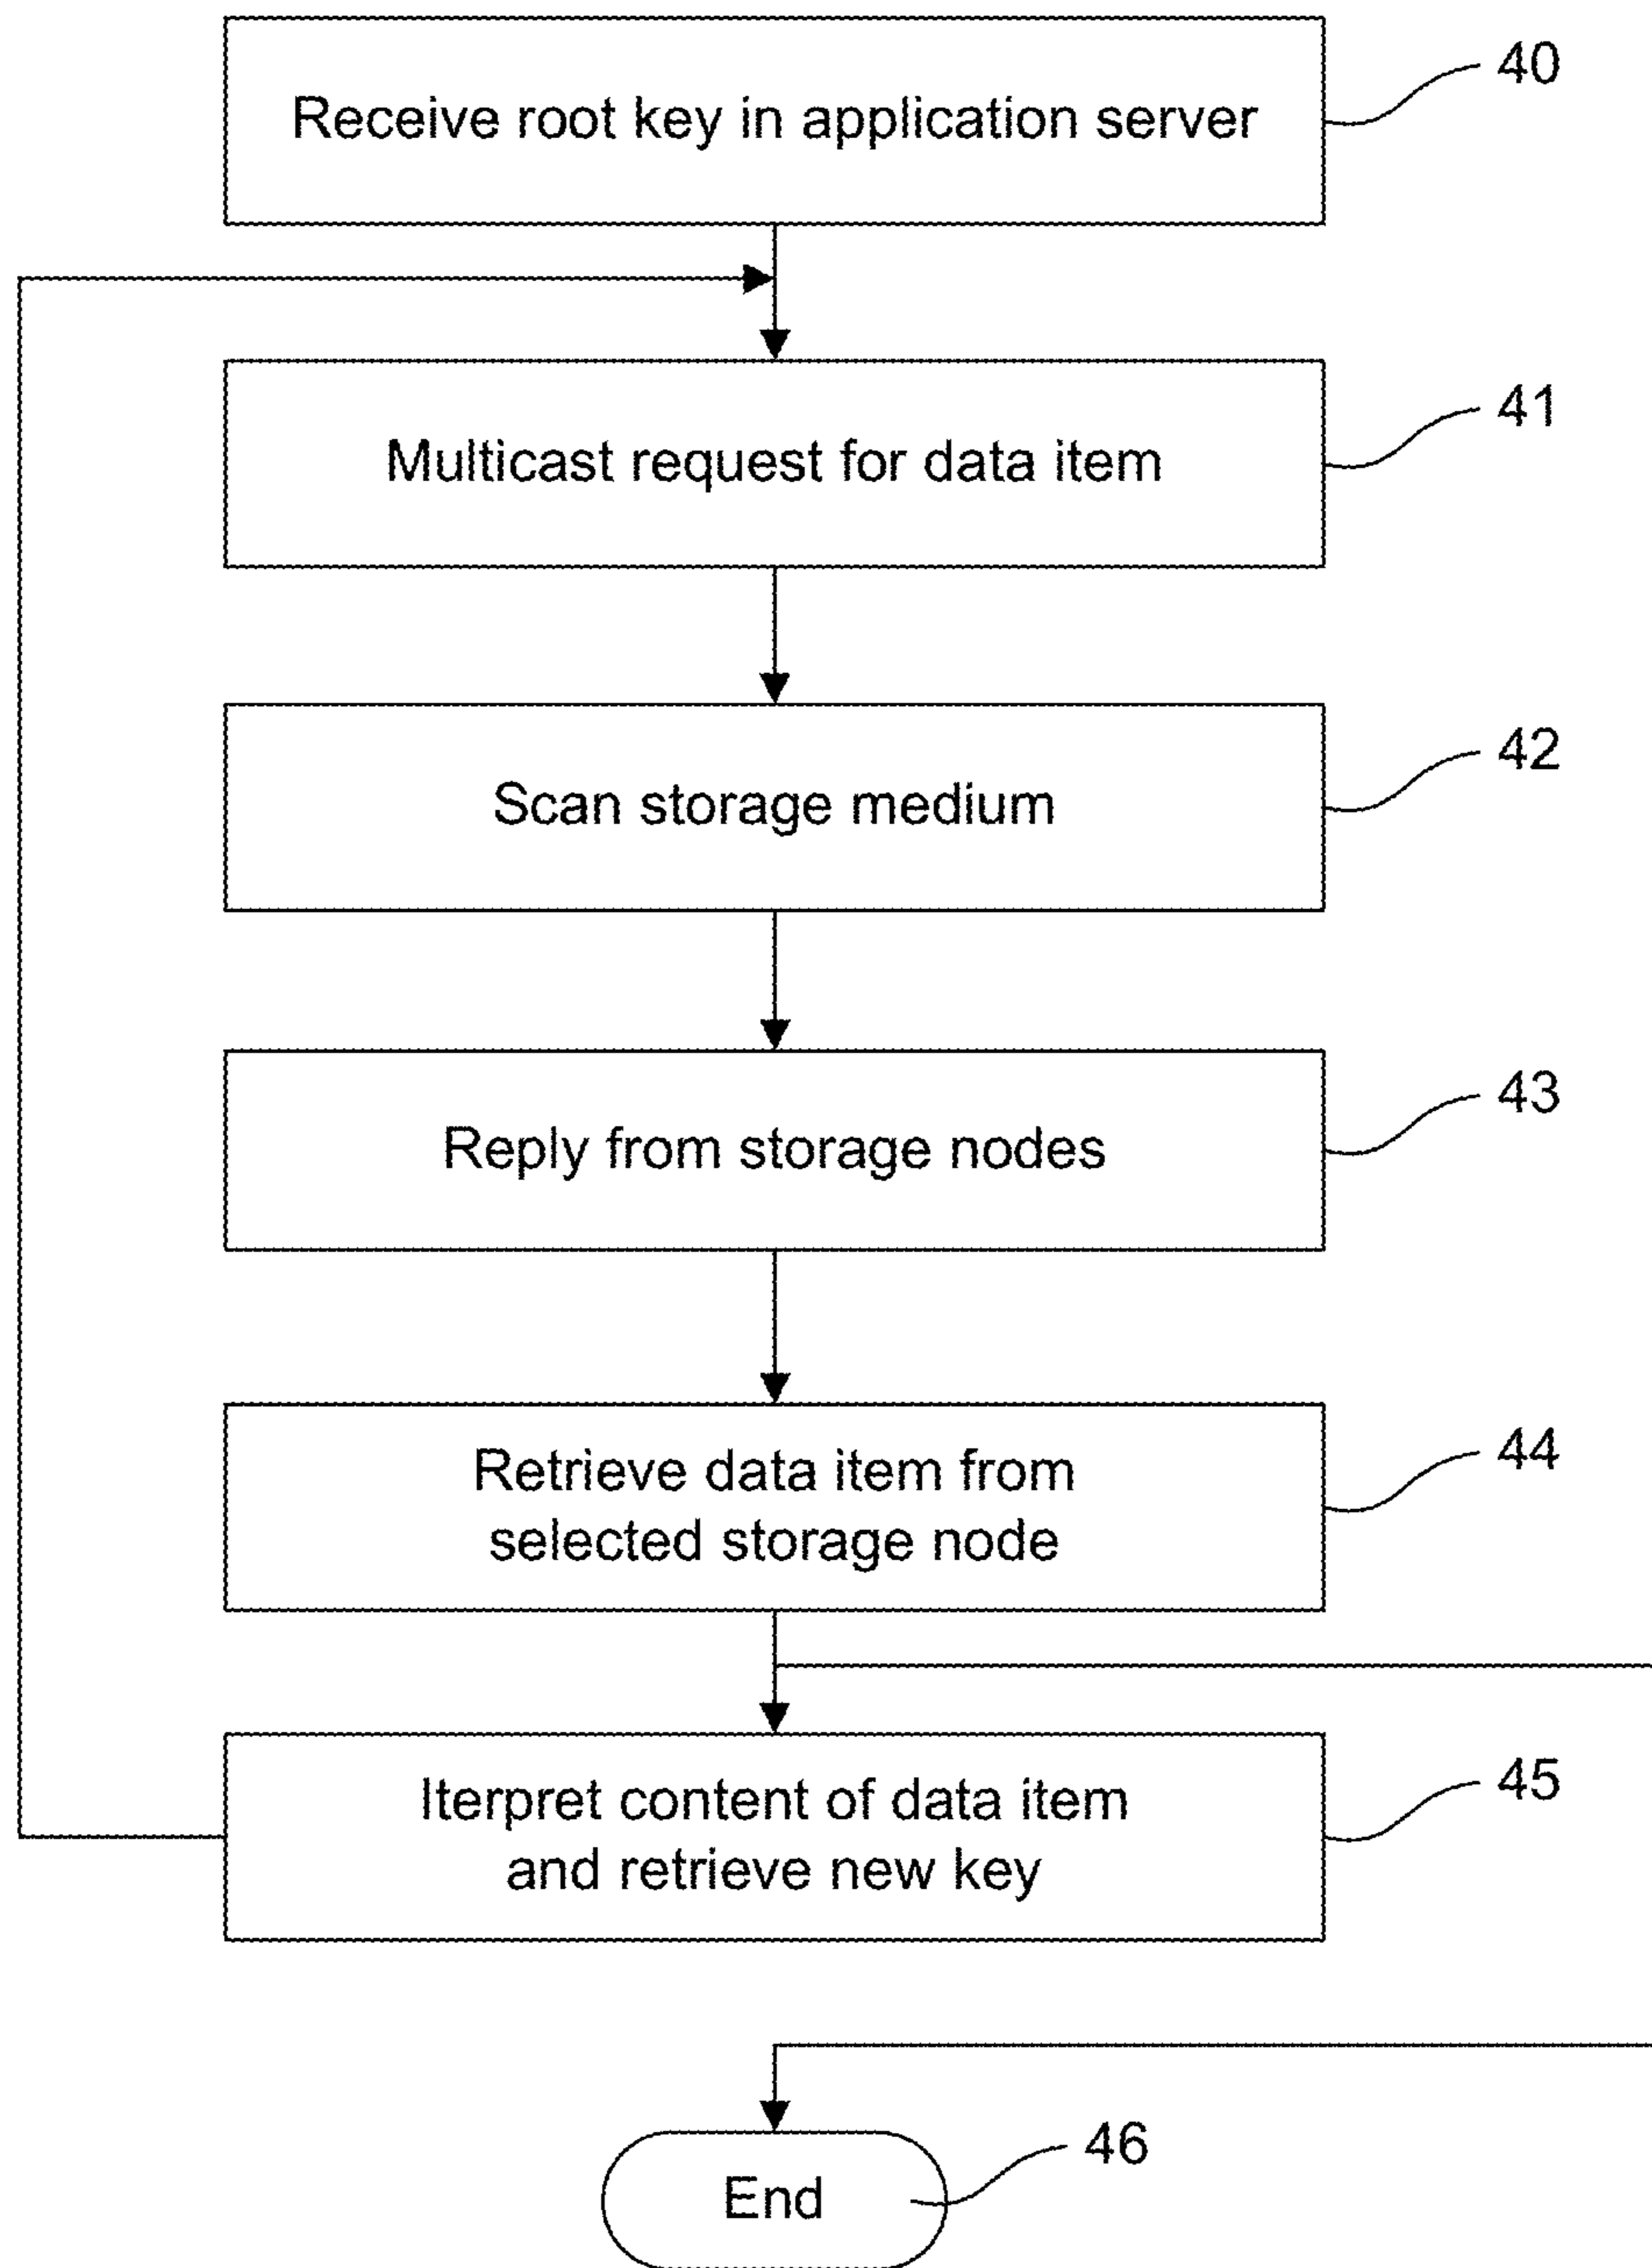 Receive root key in application server
40
Multicast request for data item
41
Scan storage medium
42
Reply from storage nodes
43
Retrieve data item from
selected storage node
44
Iterpret content of data item
and retrieve new key
45
End
46